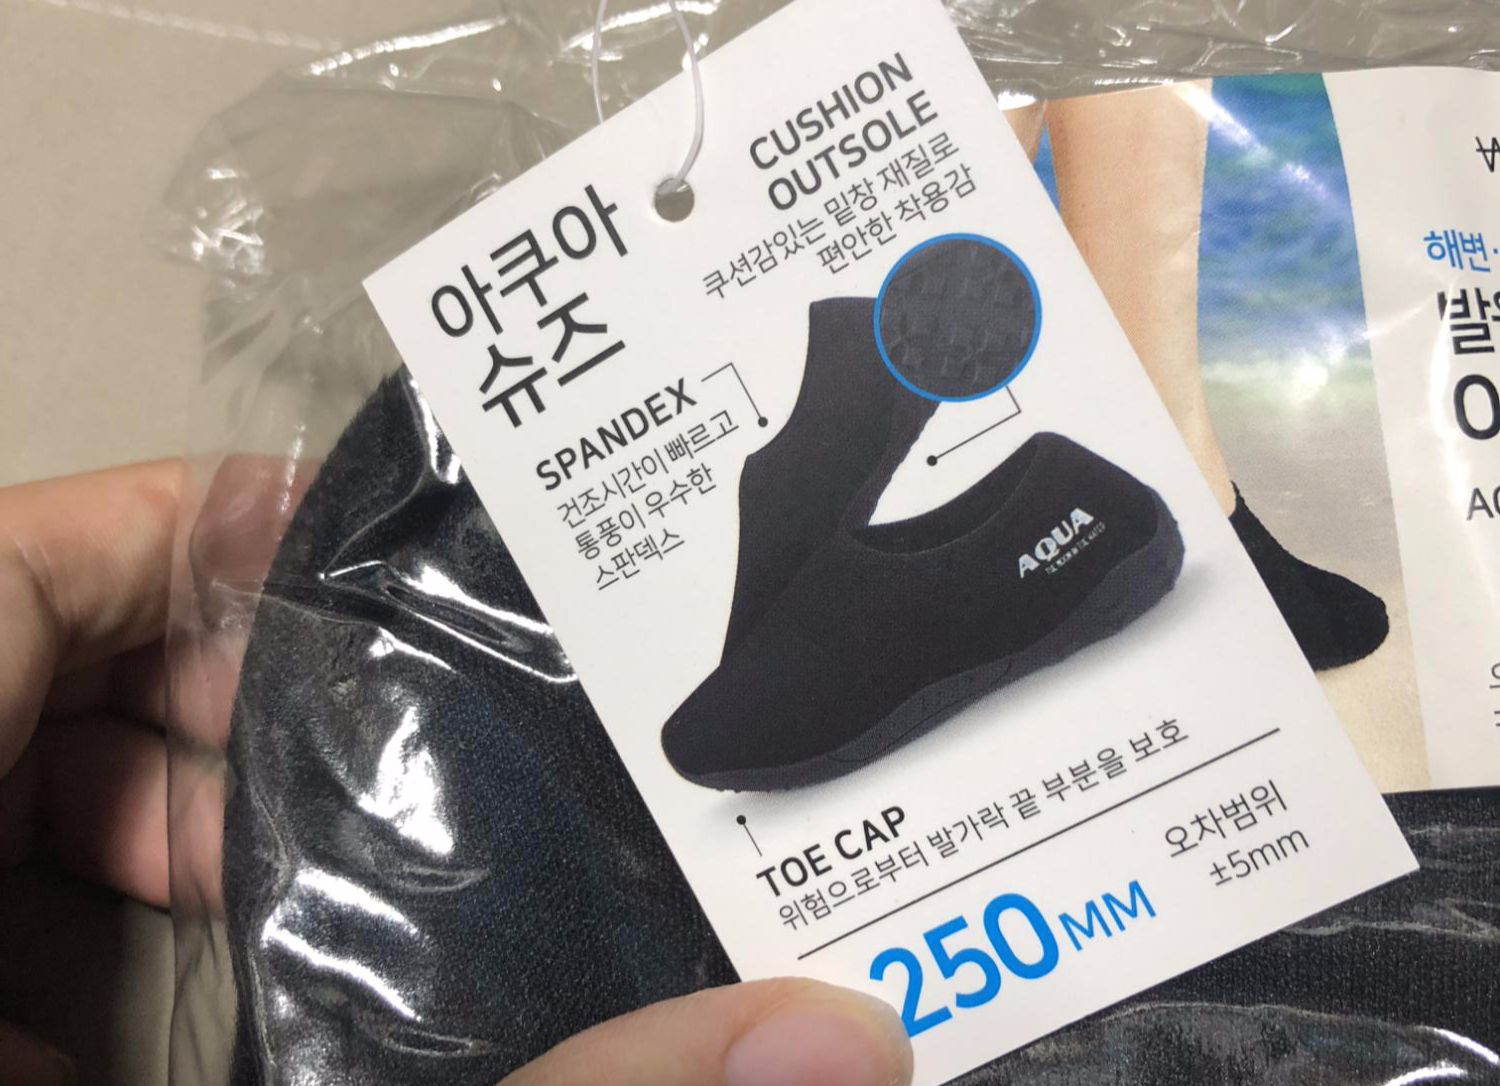 아쿠아
슈즈
CUSHION
OUTSOLE
쿠션감있는 밑창 재질로
편안한 착용감
SPANDEX
건조시간이 빠르고
통풍이 우수한
스판덱스
AQUA
TOE CAP
위험으로부터 발가락 끝 부분을 보호
250MM
오차범위
±5mm
해변·